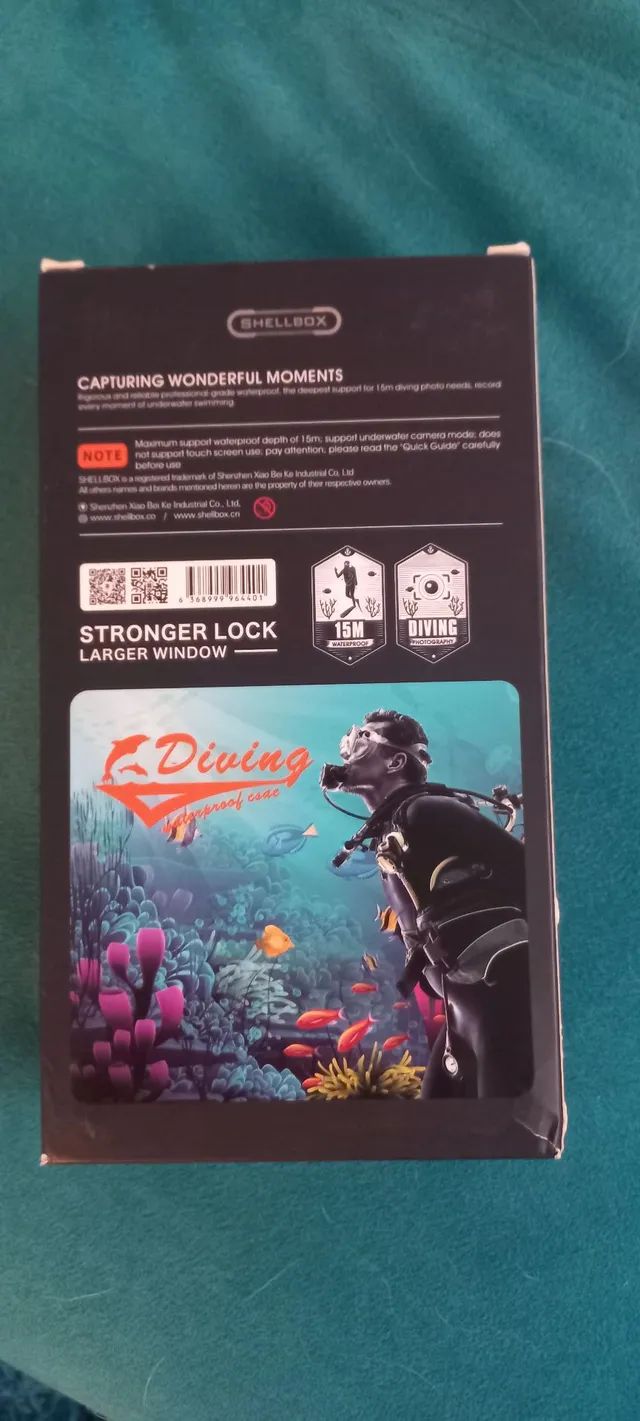 SHELLBOX
CAPTURING WONDERFUL MOMENTS
Rigorous and reliable professional-grade waterproof, the deepest support for 15m diving photo needs, record
every moment of underwater swimming.
NOTE
Maximum support waterproof depth of 15m; support underwater camera mode; does
not support touch screen use; pay attention, please read the "Quick Guide" carefully
before use
SHELLBOX is a registered trademark of Shenzhen Xiao Bei Ke Industrial Co., Ltd
All others names and brands mentioned herein are the property of their respective owners.
Shenzhen Xiao Bei Ke Industrial Co., Ltd.
www.shellbox.co / www.shellbox.cn
6 368999 964401
STRONGER LOCK
LARGER WINDOW
15M
WATERPROOF
DIVING
PHOTOGRAPHY
Diving
waterproof csac